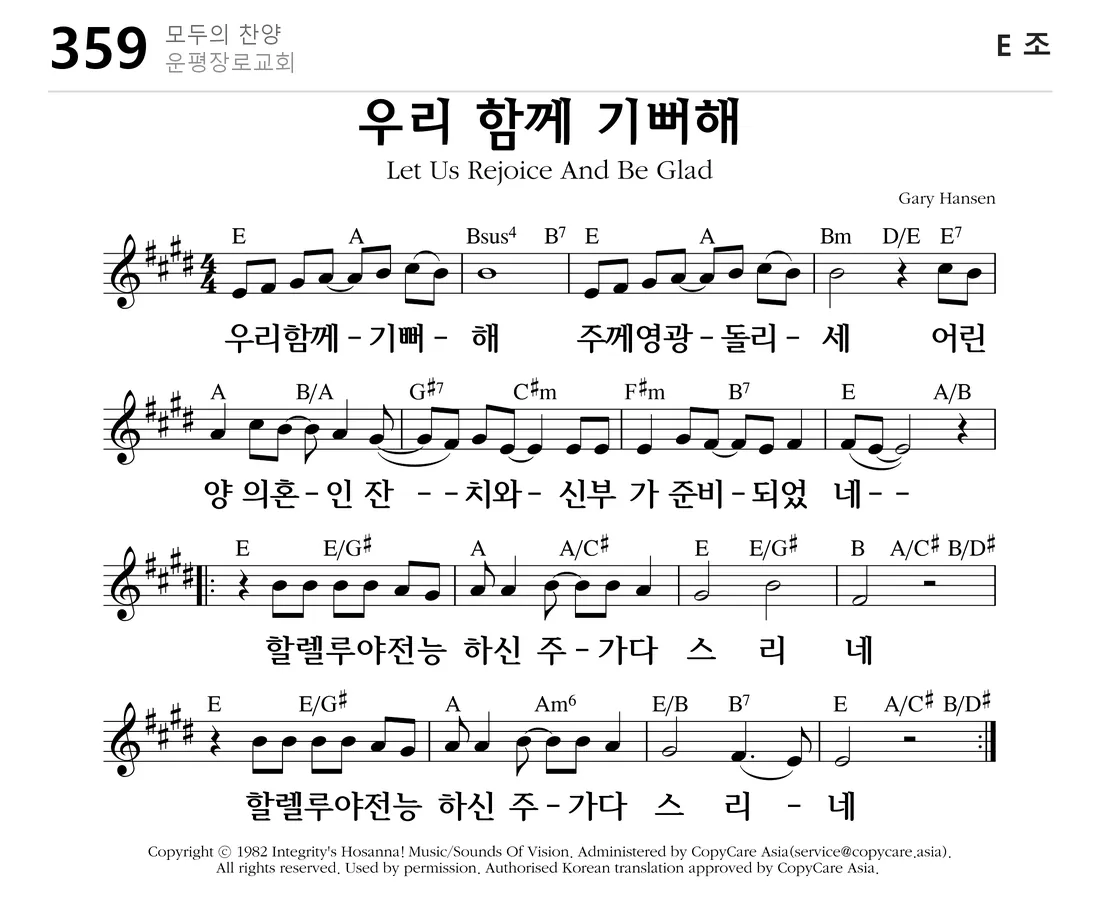 359 모두의 찬양
운평장로교회
E 조
우리 함께 기뻐해
Let Us Rejoice And Be Glad
Gary Hansen
E A Bsus4 B7 E A Bm D/E E7
4/4
우리함께 - 기뻐 - 해 주께영광 - 돌리 - 세 어린
A B/A G♯7 C♯m F♯m B7 E A/B
양 의혼 - 인 잔 - - 치와 - 신부 가 준비 - 되었 네 - -
E E/G♯ A A/C♯ E E/G♯ B A/C♯ B/D♯
할렐루야전능 하신 주 - 가다 스 리 네
E E/G♯ A Am6 E/B B7 E A/C♯ B/D♯
할렐루야전능 하신 주 - 가다 스 리 - 네
Copyright ⓒ 1982 Integrity's Hosanna! Music/Sounds Of Vision. Administered by CopyCare Asia(service@copycare.asia).
All rights reserved. Used by permission. Authorised Korean translation approved by CopyCare Asia.